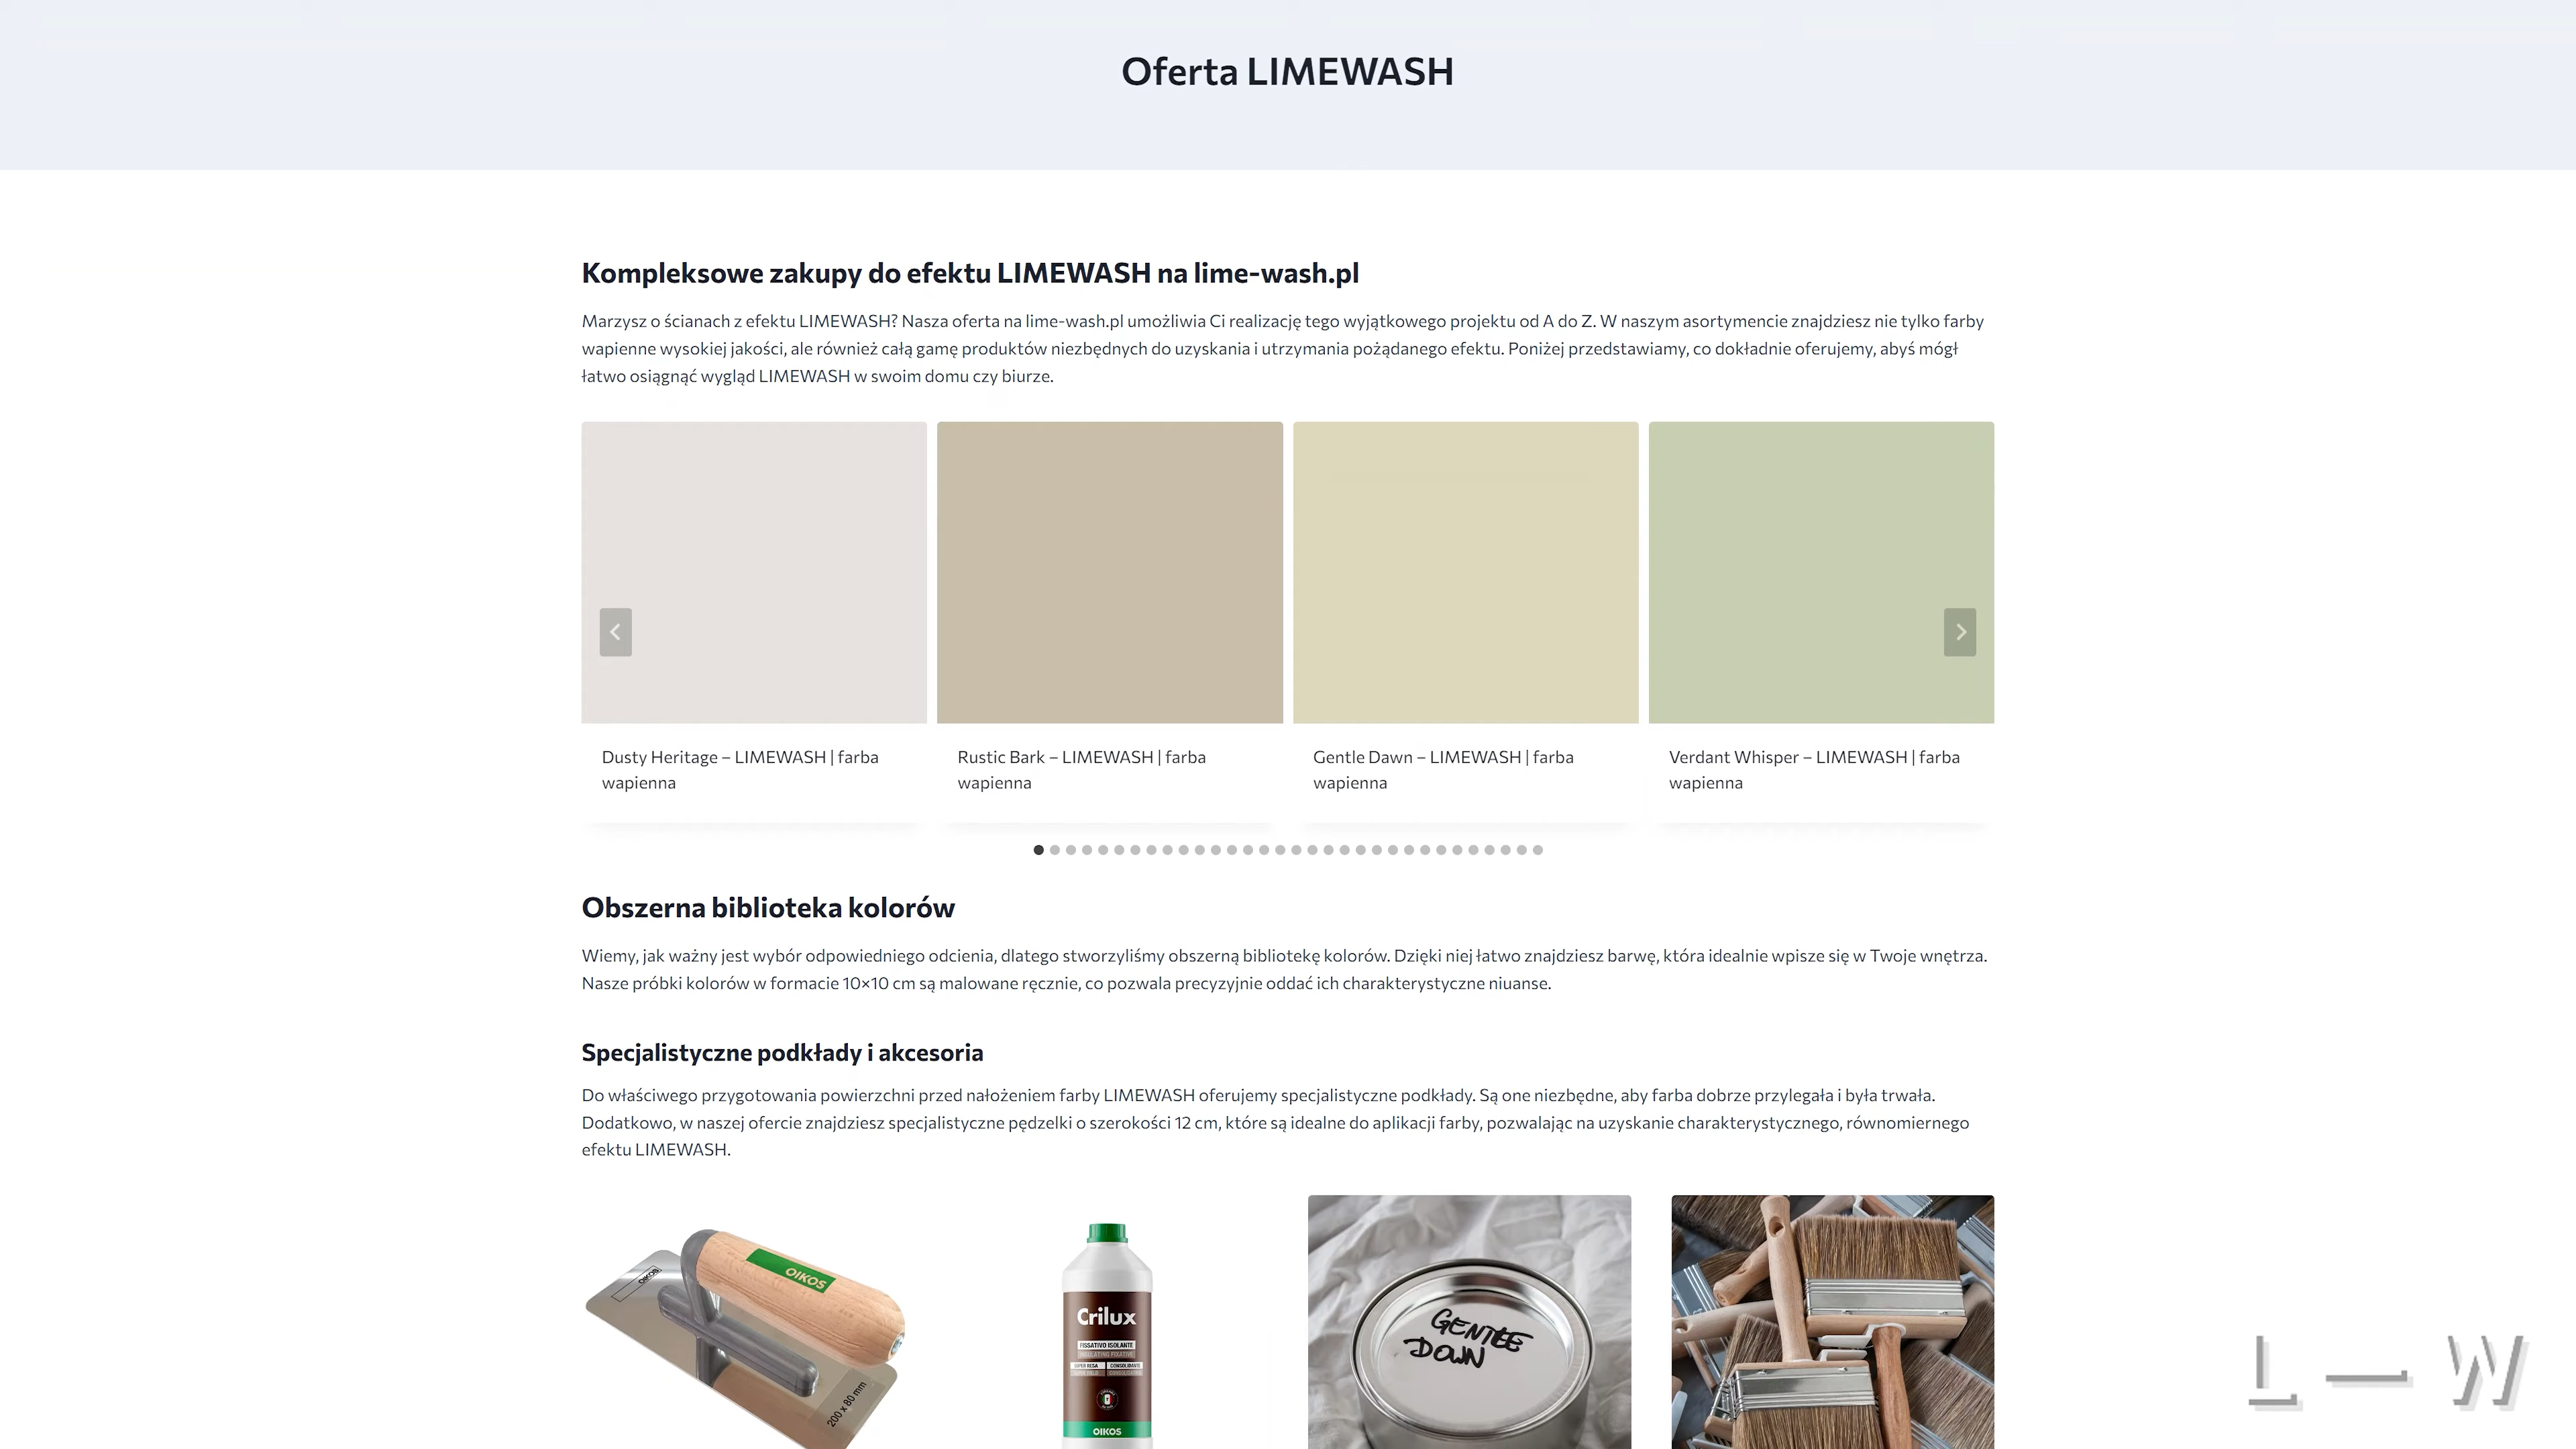 Oferta LIMEWASH
Kompleksowe zakupy do efektu LIMEWASH na lime-wash.pl
Marzysz o ścianach z efektu LIMEWASH? Nasza oferta na lime-wash.pl umożliwia Ci realizację tego wyjątkowego projektu od A do Z. W naszym asortymencie znajdziesz nie tylko farby
wapienne wysokiej jakości, ale również całą gamę produktów niezbędnych do uzyskania i utrzymania pożądanego efektu. Poniżej przedstawiamy, co dokładnie oferujemy, abyś mógł
łatwo osiągnąć wygląd LIMEWASH w swoim domu czy biurze.
Dusty Heritage – LIMEWASH | farba
wapienna
Rustic Bark – LIMEWASH | farba
wapienna
Gentle Dawn – LIMEWASH | farba
wapienna
Verdant Whisper – LIMEWASH | farba
wapienna
Obszerna biblioteka kolorów
Wiemy, jak ważny jest wybór odpowiedniego odcienia, dlatego stworzyliśmy obszerną bibliotekę kolorów. Dzięki niej łatwo znajdziesz barwę, która idealnie wpisze się w Twoje wnętrza.
Nasze próbki kolorów w formacie 10×10 cm są malowane ręcznie, co pozwala precyzyjnie oddać ich charakterystyczne niuanse.
Specjalistyczne podkłady i akcesoria
Do właściwego przygotowania powierzchni przed nałożeniem farby LIMEWASH oferujemy specjalistyczne podkłady. Są one niezbędne, aby farba dobrze przylegała i była trwała.
Dodatkowo, w naszej ofercie znajdziesz specjalistyczne pędzelki o szerokości 12 cm, które są idealne do aplikacji farby, pozwalając na uzyskanie charakterystycznego, równomiernego
efektu LIMEWASH.
OIKOS
OIKOS
200 x 80 mm
Crilux
FISSATIVO ISOLANTE
INSULATING FIXATIVE
SUPER RESA CONSOLIDANTE
OIKOS
GENTLE
DOWN
L — W